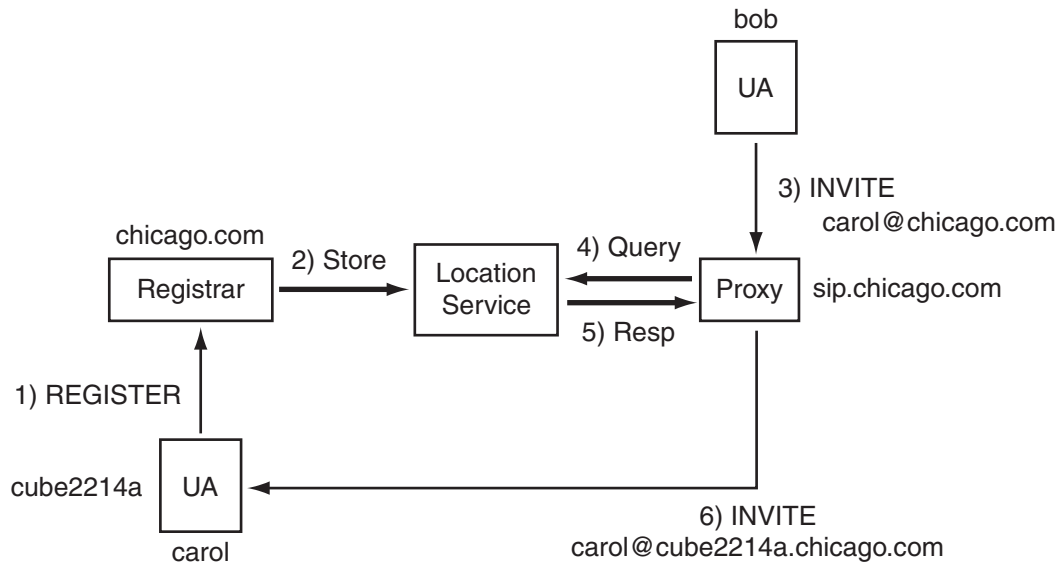 bob
UA
3) INVITE
carol@chicago.com
chicago.com
Registrar
2) Store
Location
Service
4) Query
5) Resp
Proxy
sip.chicago.com
1) REGISTER
cube2214a
UA
carol
6) INVITE
carol@cube2214a.chicago.com